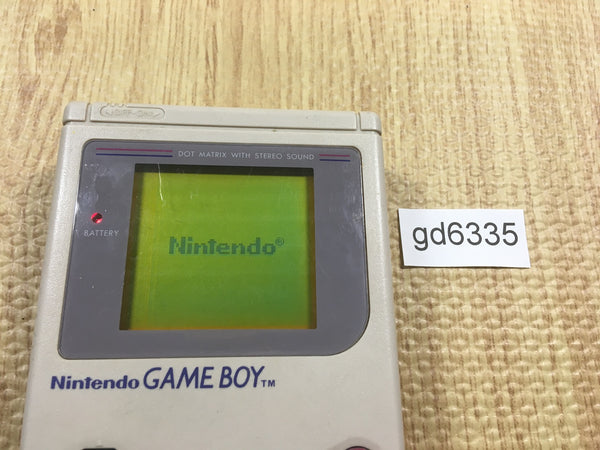 DOT MATRIX WITH STEREO SOUND
BATTERY
Nintendo®
gd6335
Nintendo GAME BOY™